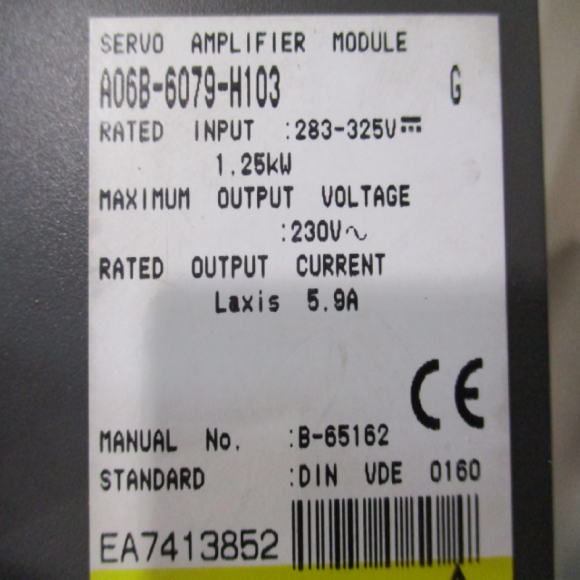 SERVO AMPLIFIER MODULE
A06B-6079-H103 G
RATED INPUT :283-325V⎓
1.25kW
MAXIMUM OUTPUT VOLTAGE
:230V~
RATED OUTPUT CURRENT
Laxis 5.9A
CE
MANUAL No. :B-65162
STANDARD :DIN VDE 0160
EA7413852